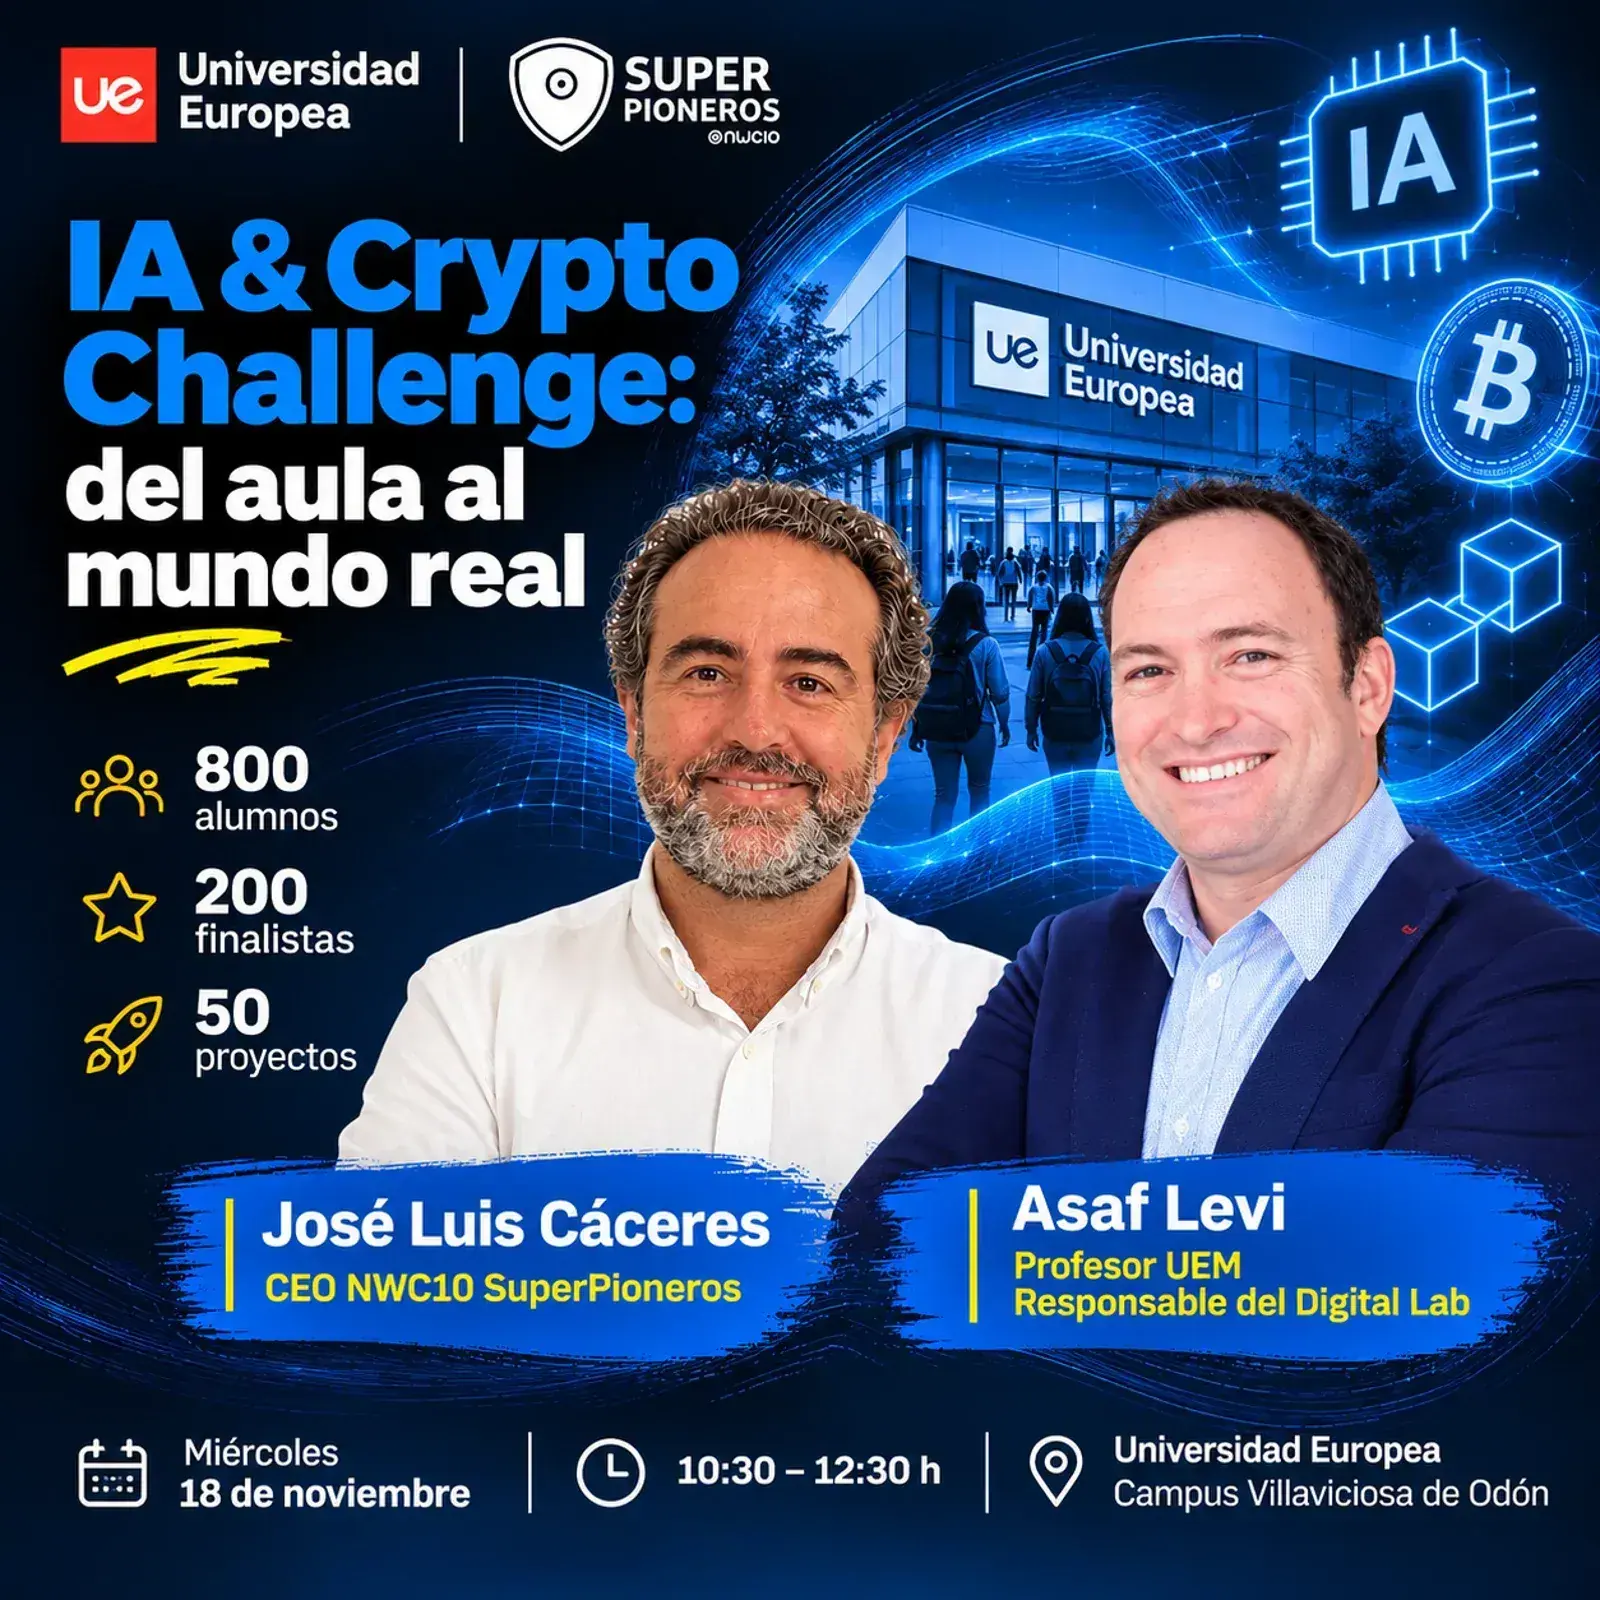 ue
Universidad
Europea
SUPER
PIONEROS
nwc10
IA
IA & Crypto
Challenge:
del aula al
mundo real
ue
Universidad
Europea
800
alumnos
200
finalistas
50
proyectos
José Luis Cáceres
CEO NWC10 SuperPioneros
Asaf Levi
Profesor UEM
Responsable del Digital Lab
Miércoles
18 de noviembre
10:30 – 12:30 h
Universidad Europea
Campus Villaviciosa de Odón